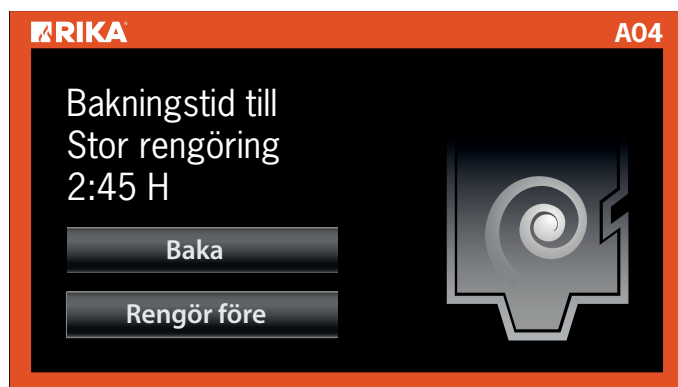 RIKA
A04
Bakningstid till
Stor rengöring
2:45 H
Baka
Rengör före